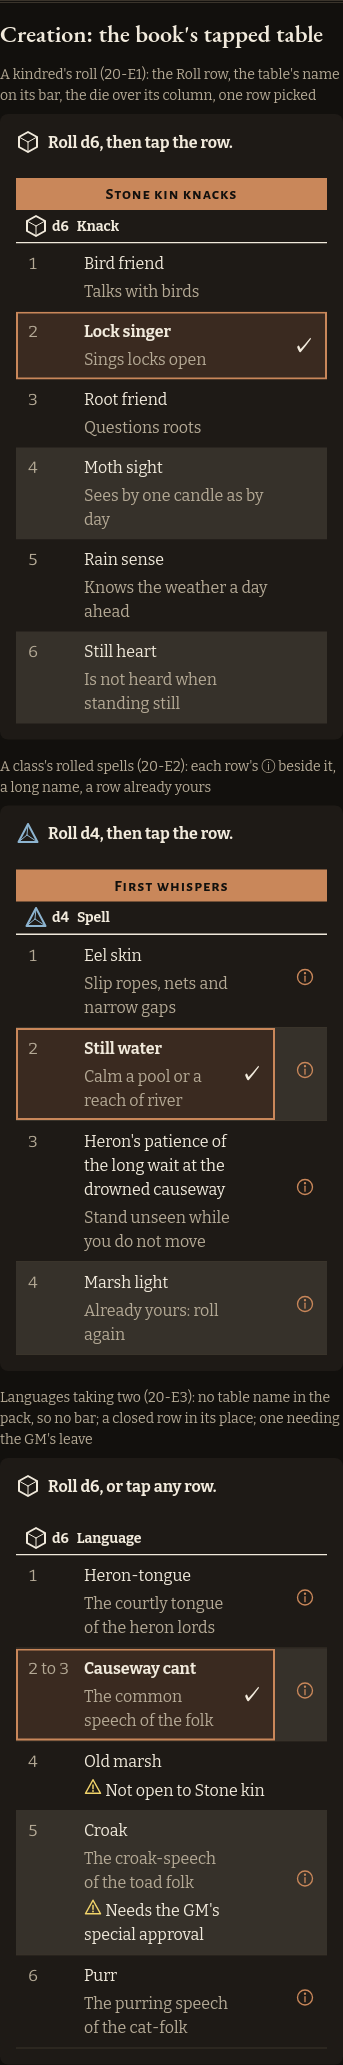 Creation: the book's tapped table
A kindred's roll (20-E1): the Roll row, the table's name
on its bar, the die over its column, one row picked
Roll d6, then tap the row.
Stone kin knacks
d6 Knack
1 Bird friend
Talks with birds
2 Lock singer
Sings locks open
3 Root friend
Questions roots
4 Moth sight
Sees by one candle as by
day
5 Rain sense
Knows the weather a day
ahead
6 Still heart
Is not heard when
standing still
A class's rolled spells (20-E2): each row's ⓘ beside it,
a long name, a row already yours
Roll d4, then tap the row.
First whispers
d4 Spell
1 Eel skin
Slip ropes, nets and
narrow gaps
2 Still water
Calm a pool or a
reach of river
3 Heron's patience of
the long wait at the
drowned causeway
Stand unseen while
you do not move
4 Marsh light
Already yours: roll
again
Languages taking two (20-E3): no table name in the
pack, so no bar; a closed row in its place; one needing
the GM's leave
Roll d6, or tap any row.
d6 Language
1 Heron-tongue
The courtly tongue
of the heron lords
2 to 3 Causeway cant
The common
speech of the folk
4 Old marsh
Not open to Stone kin
5 Croak
The croak-speech
of the toad folk
Needs the GM's
special approval
6 Purr
The purring speech
of the cat-folk